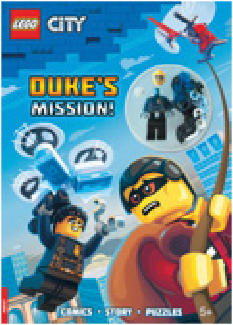 LEGO CITY
DUKE'S
MISSION!
COMICS • STORY • PUZZLES
5+